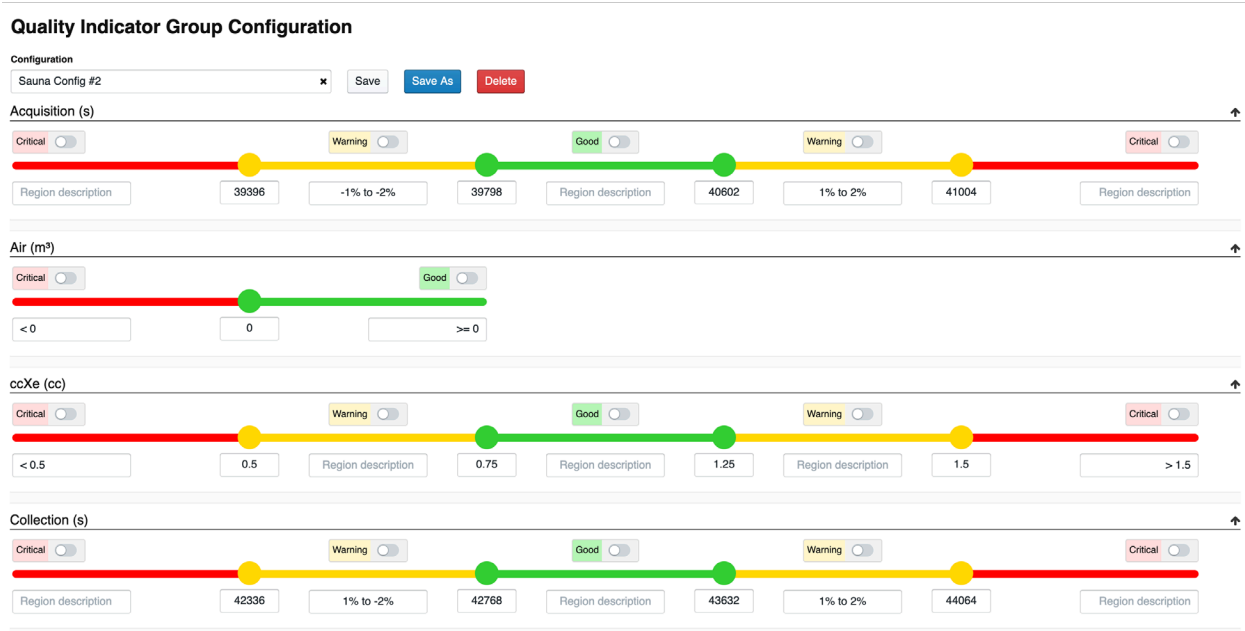 Quality Indicator Group Configuration
Configuration
Sauna Config #2 Save Save As Delete
Acquisition (s)
Critical Warning Good Warning Critical
Region description 39396 -1% to -2% 39798 Region description 40602 1% to 2% 41004 Region description
Air (m³)
Critical Good
< 0 0 >= 0
ccXe (cc)
Critical Warning Good Warning Critical
< 0.5 0.5 Region description 0.75 Region description 1.25 Region description 1.5 > 1.5
Collection (s)
Critical Warning Good Warning Critical
Region description 42336 1% to -2% 42768 Region description 43632 1% to 2% 44064 Region description